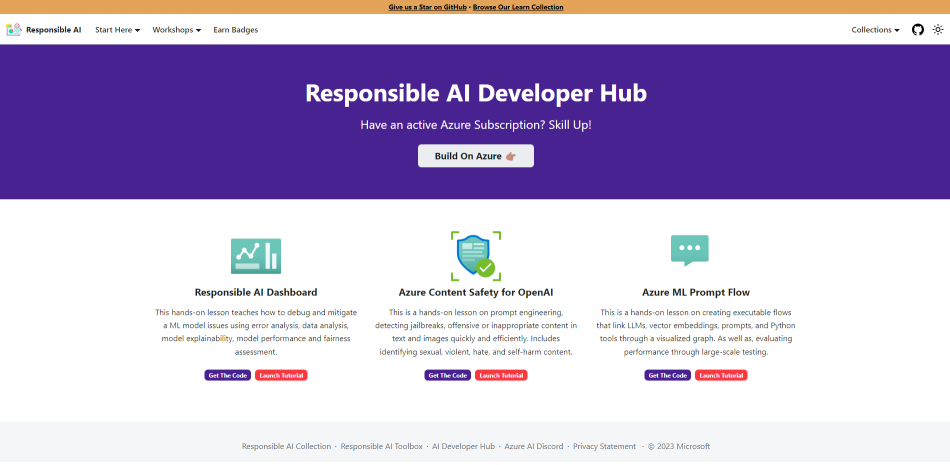 Give us a Star on GitHub • Browse Our Learn Collection
Responsible AI Start Here Workshops Earn Badges Collections
Responsible AI Developer Hub
Have an active Azure Subscription? Skill Up!
Build On Azure
Responsible AI Dashboard
This hands-on lesson teaches how to debug and mitigate
a ML model issues using error analysis, data analysis,
model explainability, model performance and fairness
assessment.
Get The Code Launch Tutorial
Azure Content Safety for OpenAI
This is a hands-on lesson on prompt engineering,
detecting jailbreaks, offensive or inappropriate content in
text and images quickly and efficiently. Includes
identifying sexual, violent, hate, and self-harm content.
Get The Code Launch Tutorial
Azure ML Prompt Flow
This is a hands-on lesson on creating executable flows
that link LLMs, vector embeddings, prompts, and Python
tools through a visualized graph. As well as, evaluating
performance through large-scale testing.
Get The Code Launch Tutorial
Responsible AI Collection · Responsible AI Toolbox · AI Developer Hub · Azure AI Discord · Privacy Statement · © 2023 Microsoft